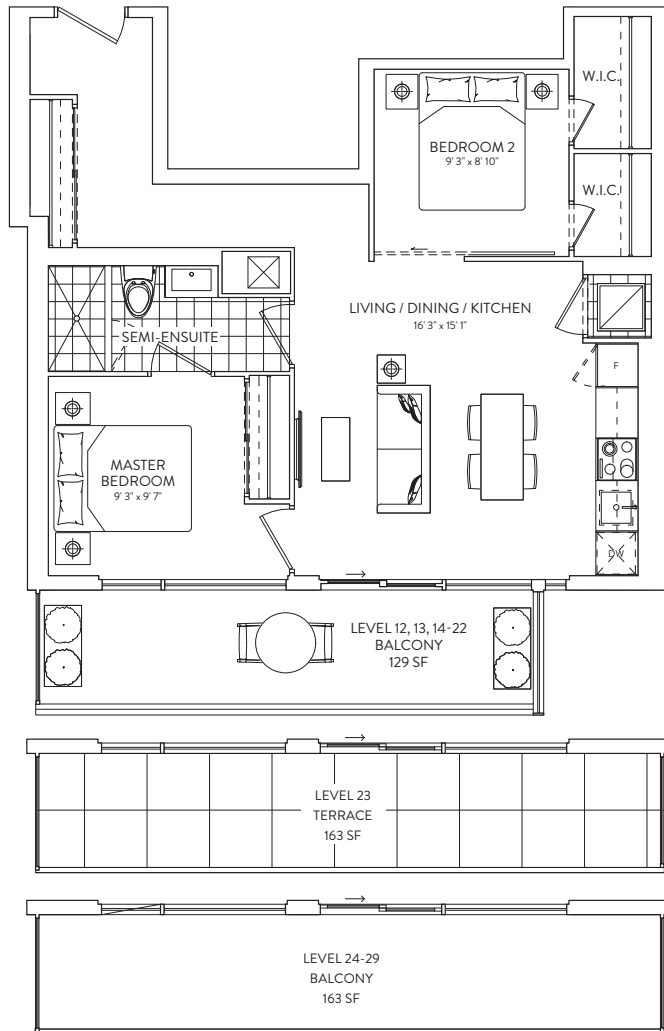 W.I.C.
BEDROOM 2
9' 3" x 8' 10"
W.I.C.
LIVING / DINING / KITCHEN
16' 3" x 15' 1"
SEMI-ENSUITE
F
MASTER
BEDROOM
9' 3" x 9' 7"
DW
LEVEL 12, 13, 14-22
BALCONY
129 SF
LEVEL 23
TERRACE
163 SF
LEVEL 24-29
BALCONY
163 SF